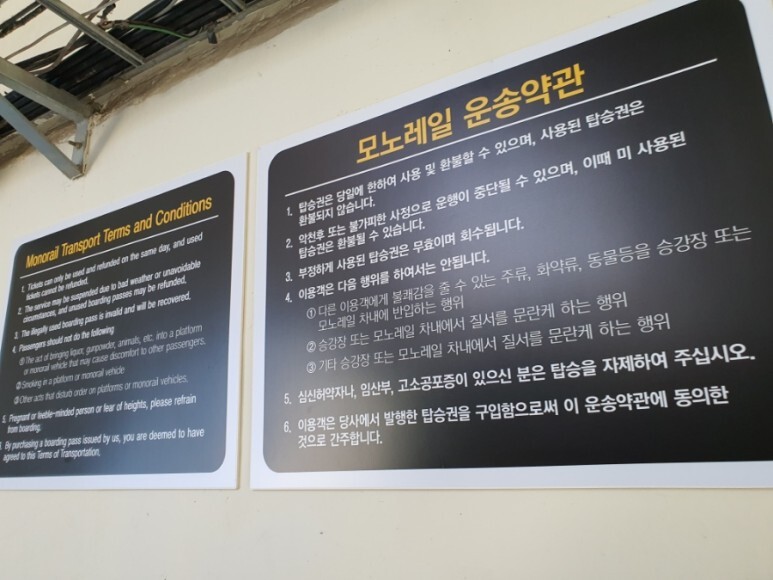 Monorail Transport Terms and Conditions
1. Tickets can only be used and refunded on the same day, and used
tickets cannot be refunded.
2. The service may be suspended due to bad weather or unavoidable
circumstances, and unused boarding passes may be refunded.
3. The illegally used boarding pass is invalid and will be recovered.
4. Passengers should not do the following
① The act of bringing liquor, gunpowder, animals, etc. into a platform
or monorail vehicle that may cause discomfort to other passengers.
② Smoking in a platform or monorail vehicle
③ Other acts that disturb order on platforms or monorail vehicles.
5. Pregnant or feeble-minded person or fear of heights, please refrain
from boarding.
. By purchasing a boarding pass issued by us, you are deemed to have
agreed to this Terms of Transportation.
모노레일 운송약관
1. 탑승권은 당일에 한하여 사용 및 환불할 수 있으며, 사용된 탑승권은
환불되지 않습니다.
2. 악천후 또는 불가피한 사정으로 운행이 중단될 수 있으며, 이때 미 사용된
탑승권은 환불될 수 있습니다.
3. 부정하게 사용된 탑승권은 무효이며 회수됩니다.
4. 이용객은 다음 행위를 하여서는 안됩니다.
① 다른 이용객에게 불쾌감을 줄 수 있는 주류, 화약류, 동물등을 승강장 또는
모노레일 차내에 반입하는 행위
② 승강장 또는 모노레일 차내에서 질서를 문란케 하는 행위
③ 기타 승강장 또는 모노레일 차내에서 질서를 문란케 하는 행위
5. 심신허약자나, 임산부, 고소공포증이 있으신 분은 탑승을 자제하여 주십시오.
6. 이용객은 당사에서 발행한 탑승권을 구입함으로써 이 운송약관에 동의한
것으로 간주합니다.